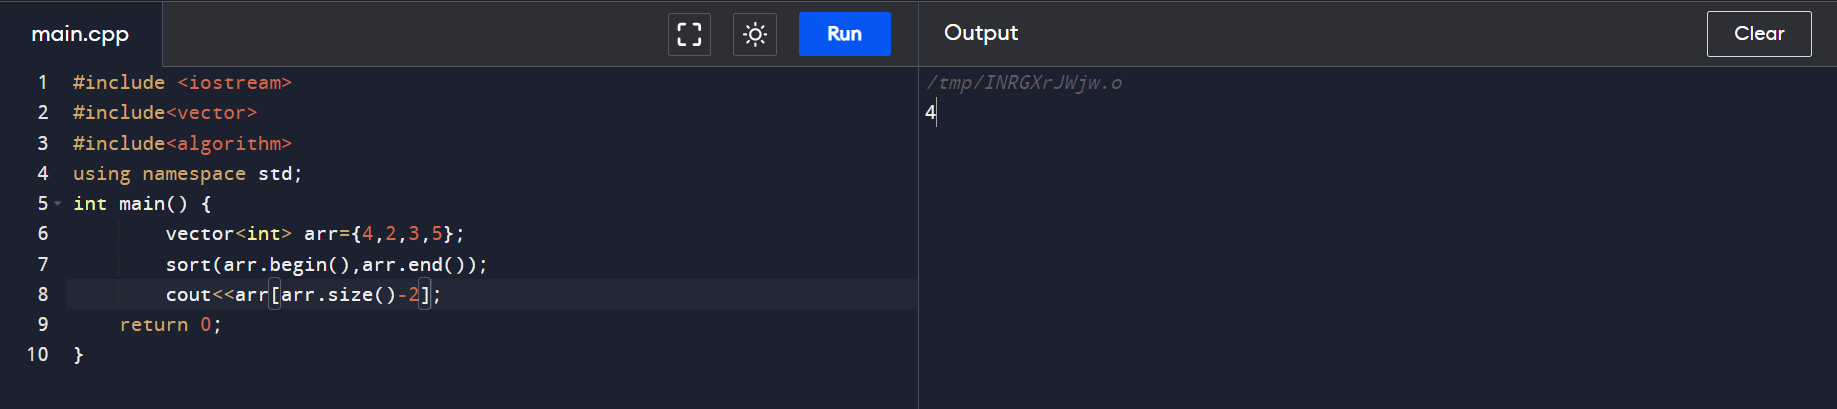 main.cpp
Run
Output
Clear
1 #include <iostream>
2 #include<vector>
3 #include<algorithm>
4 using namespace std;
5 int main() {
6 vector<int> arr={4,2,3,5};
7 sort(arr.begin(),arr.end());
8 cout<<arr[arr.size()-2];
9 return 0;
10 }
/tmp/INRGXrJWjw.o
4